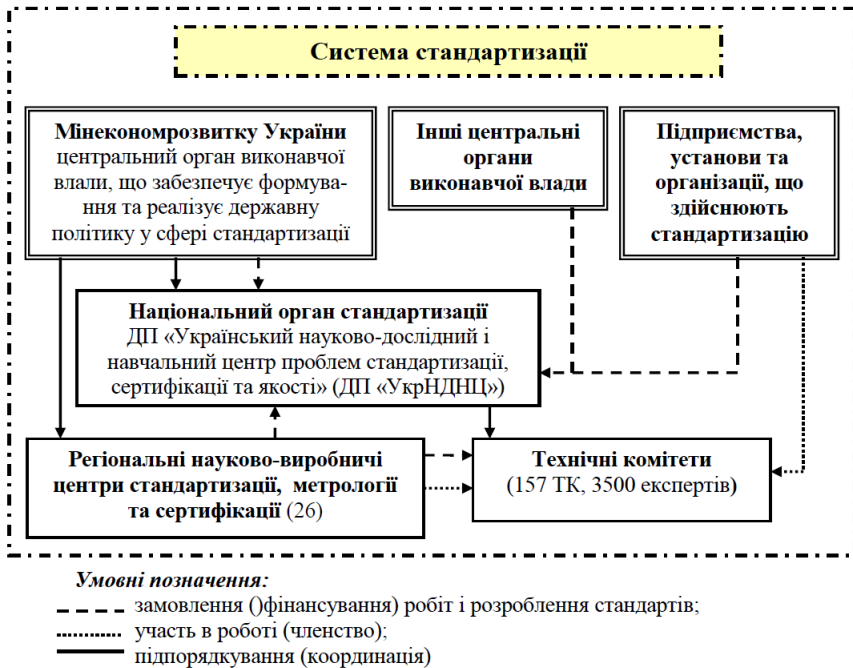 Система стандартизації
Мінекономрозвитку України
центральний орган виконавчої
влали, що забезпечує формува-
ння та реалізує державну
політику у сфері стандартизації
Інші центральні
органи
виконавчої влади
Підприємства,
установи та
організації, що
здійснюють
стандартизацію
Національний орган стандартизації
ДП «Український науково-дослідний і
навчальний центр проблем стандартизації,
сертифікації та якості» (ДП «УкрНДНЦ»)
Регіональні науково-виробничі
центри стандартизації, метрології
та сертифікації (26)
Технічні комітети
(157 ТК, 3500 експертів)
Умовні позначення:
замовлення ()фінансування) робіт і розроблення стандартів;
участь в роботі (членство);
підпорядкування (координація)